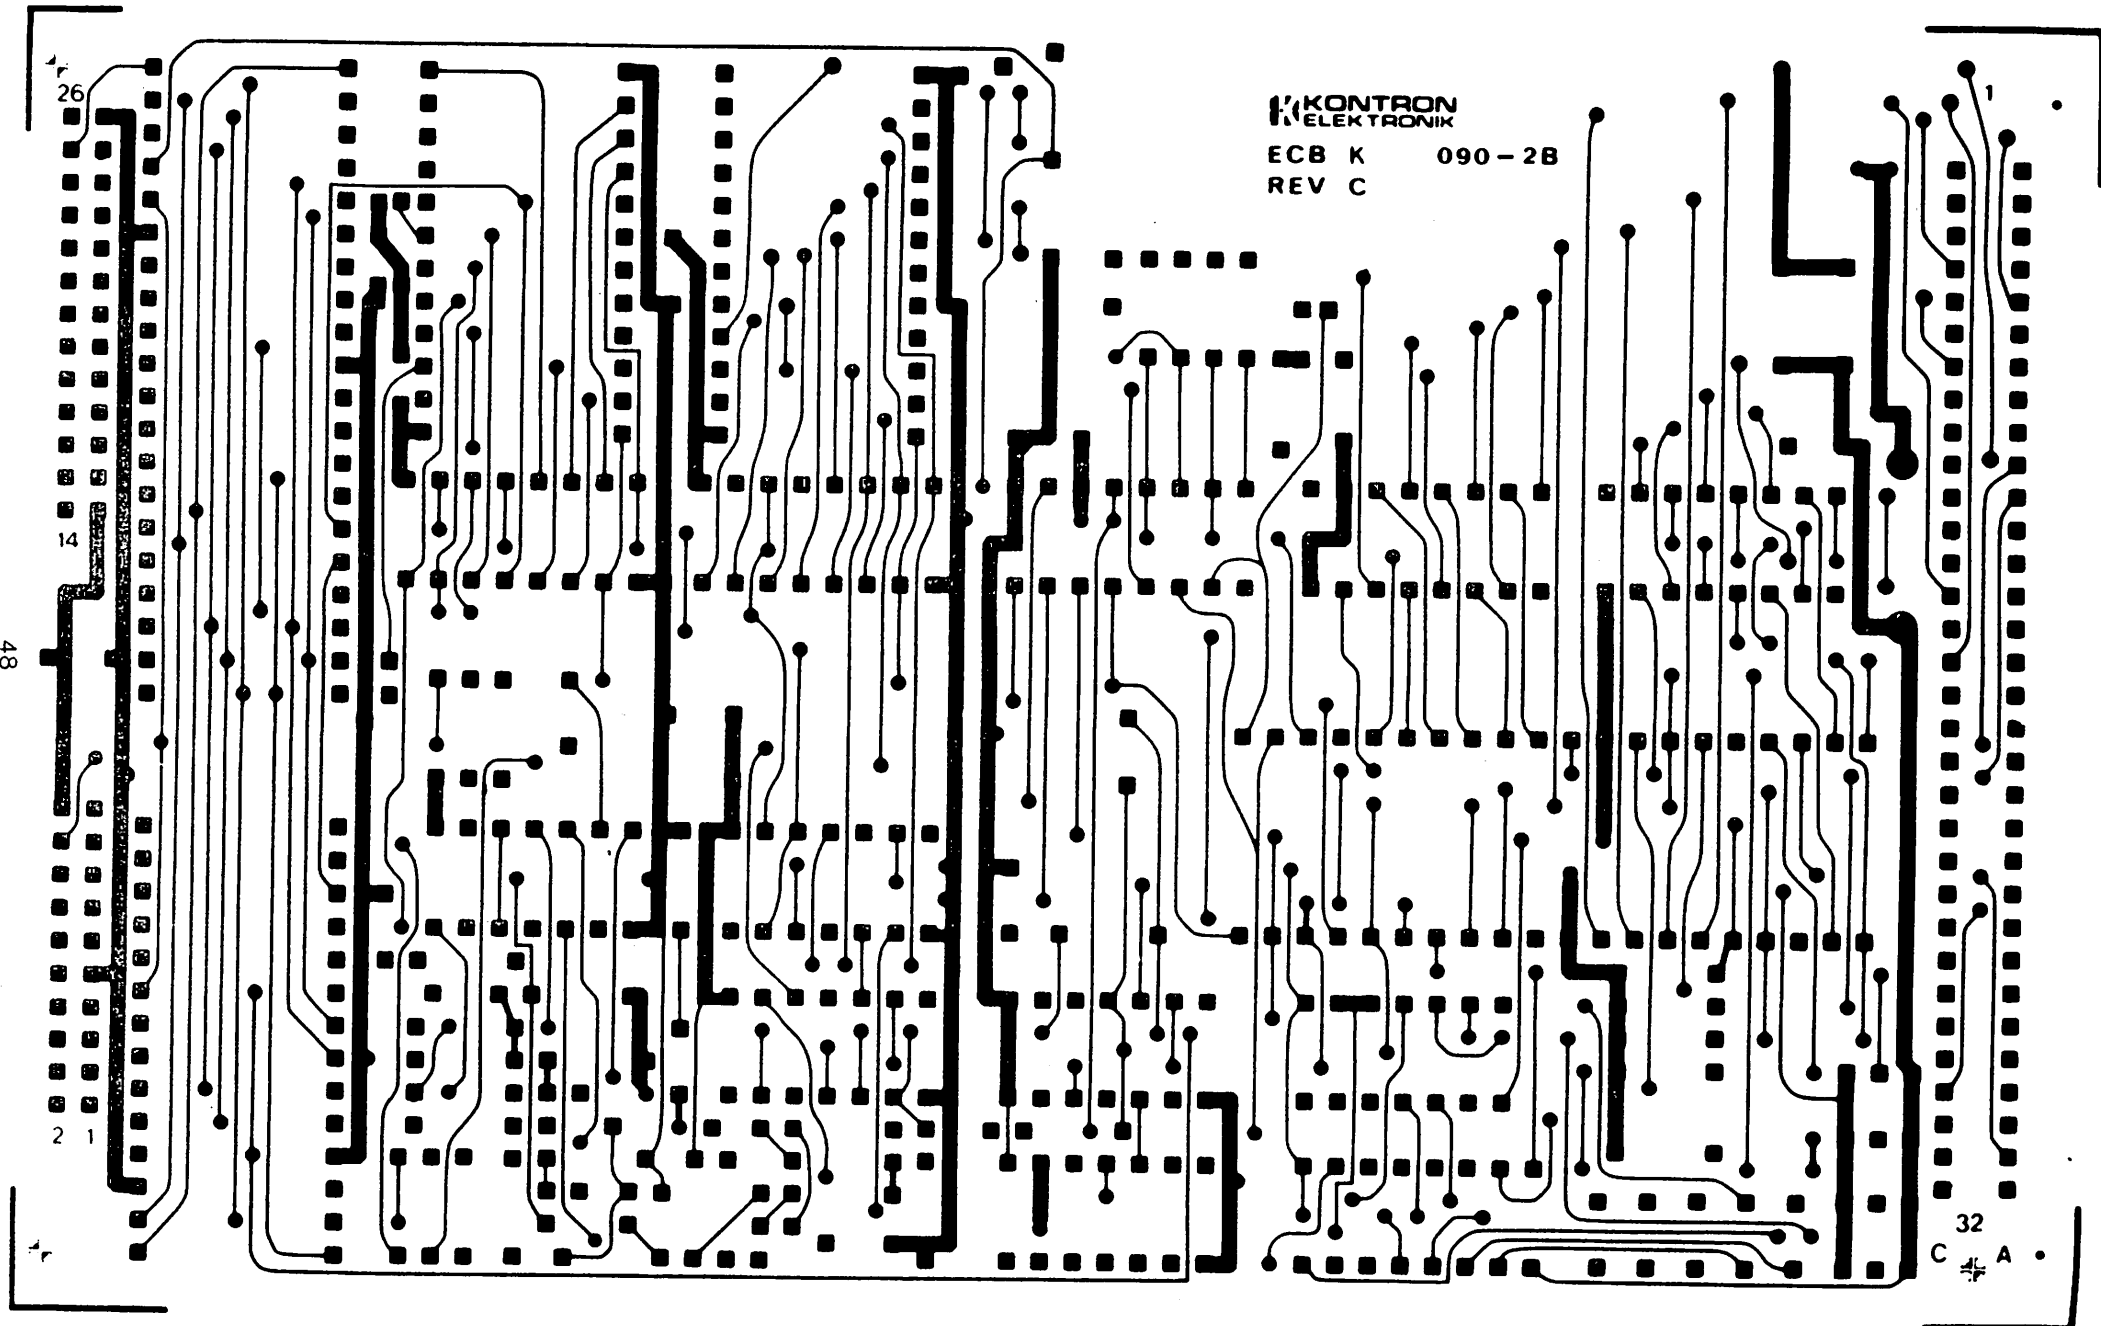 26
1
KONTRON
ELEKTRONIK
ECB K 090-2B
REV C
14
48
2 1
32
C A